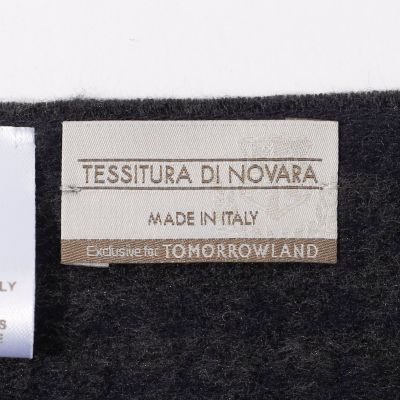 TESSITURA DI NOVARA
MADE IN ITALY
Exclusive for TOMORROWLAND